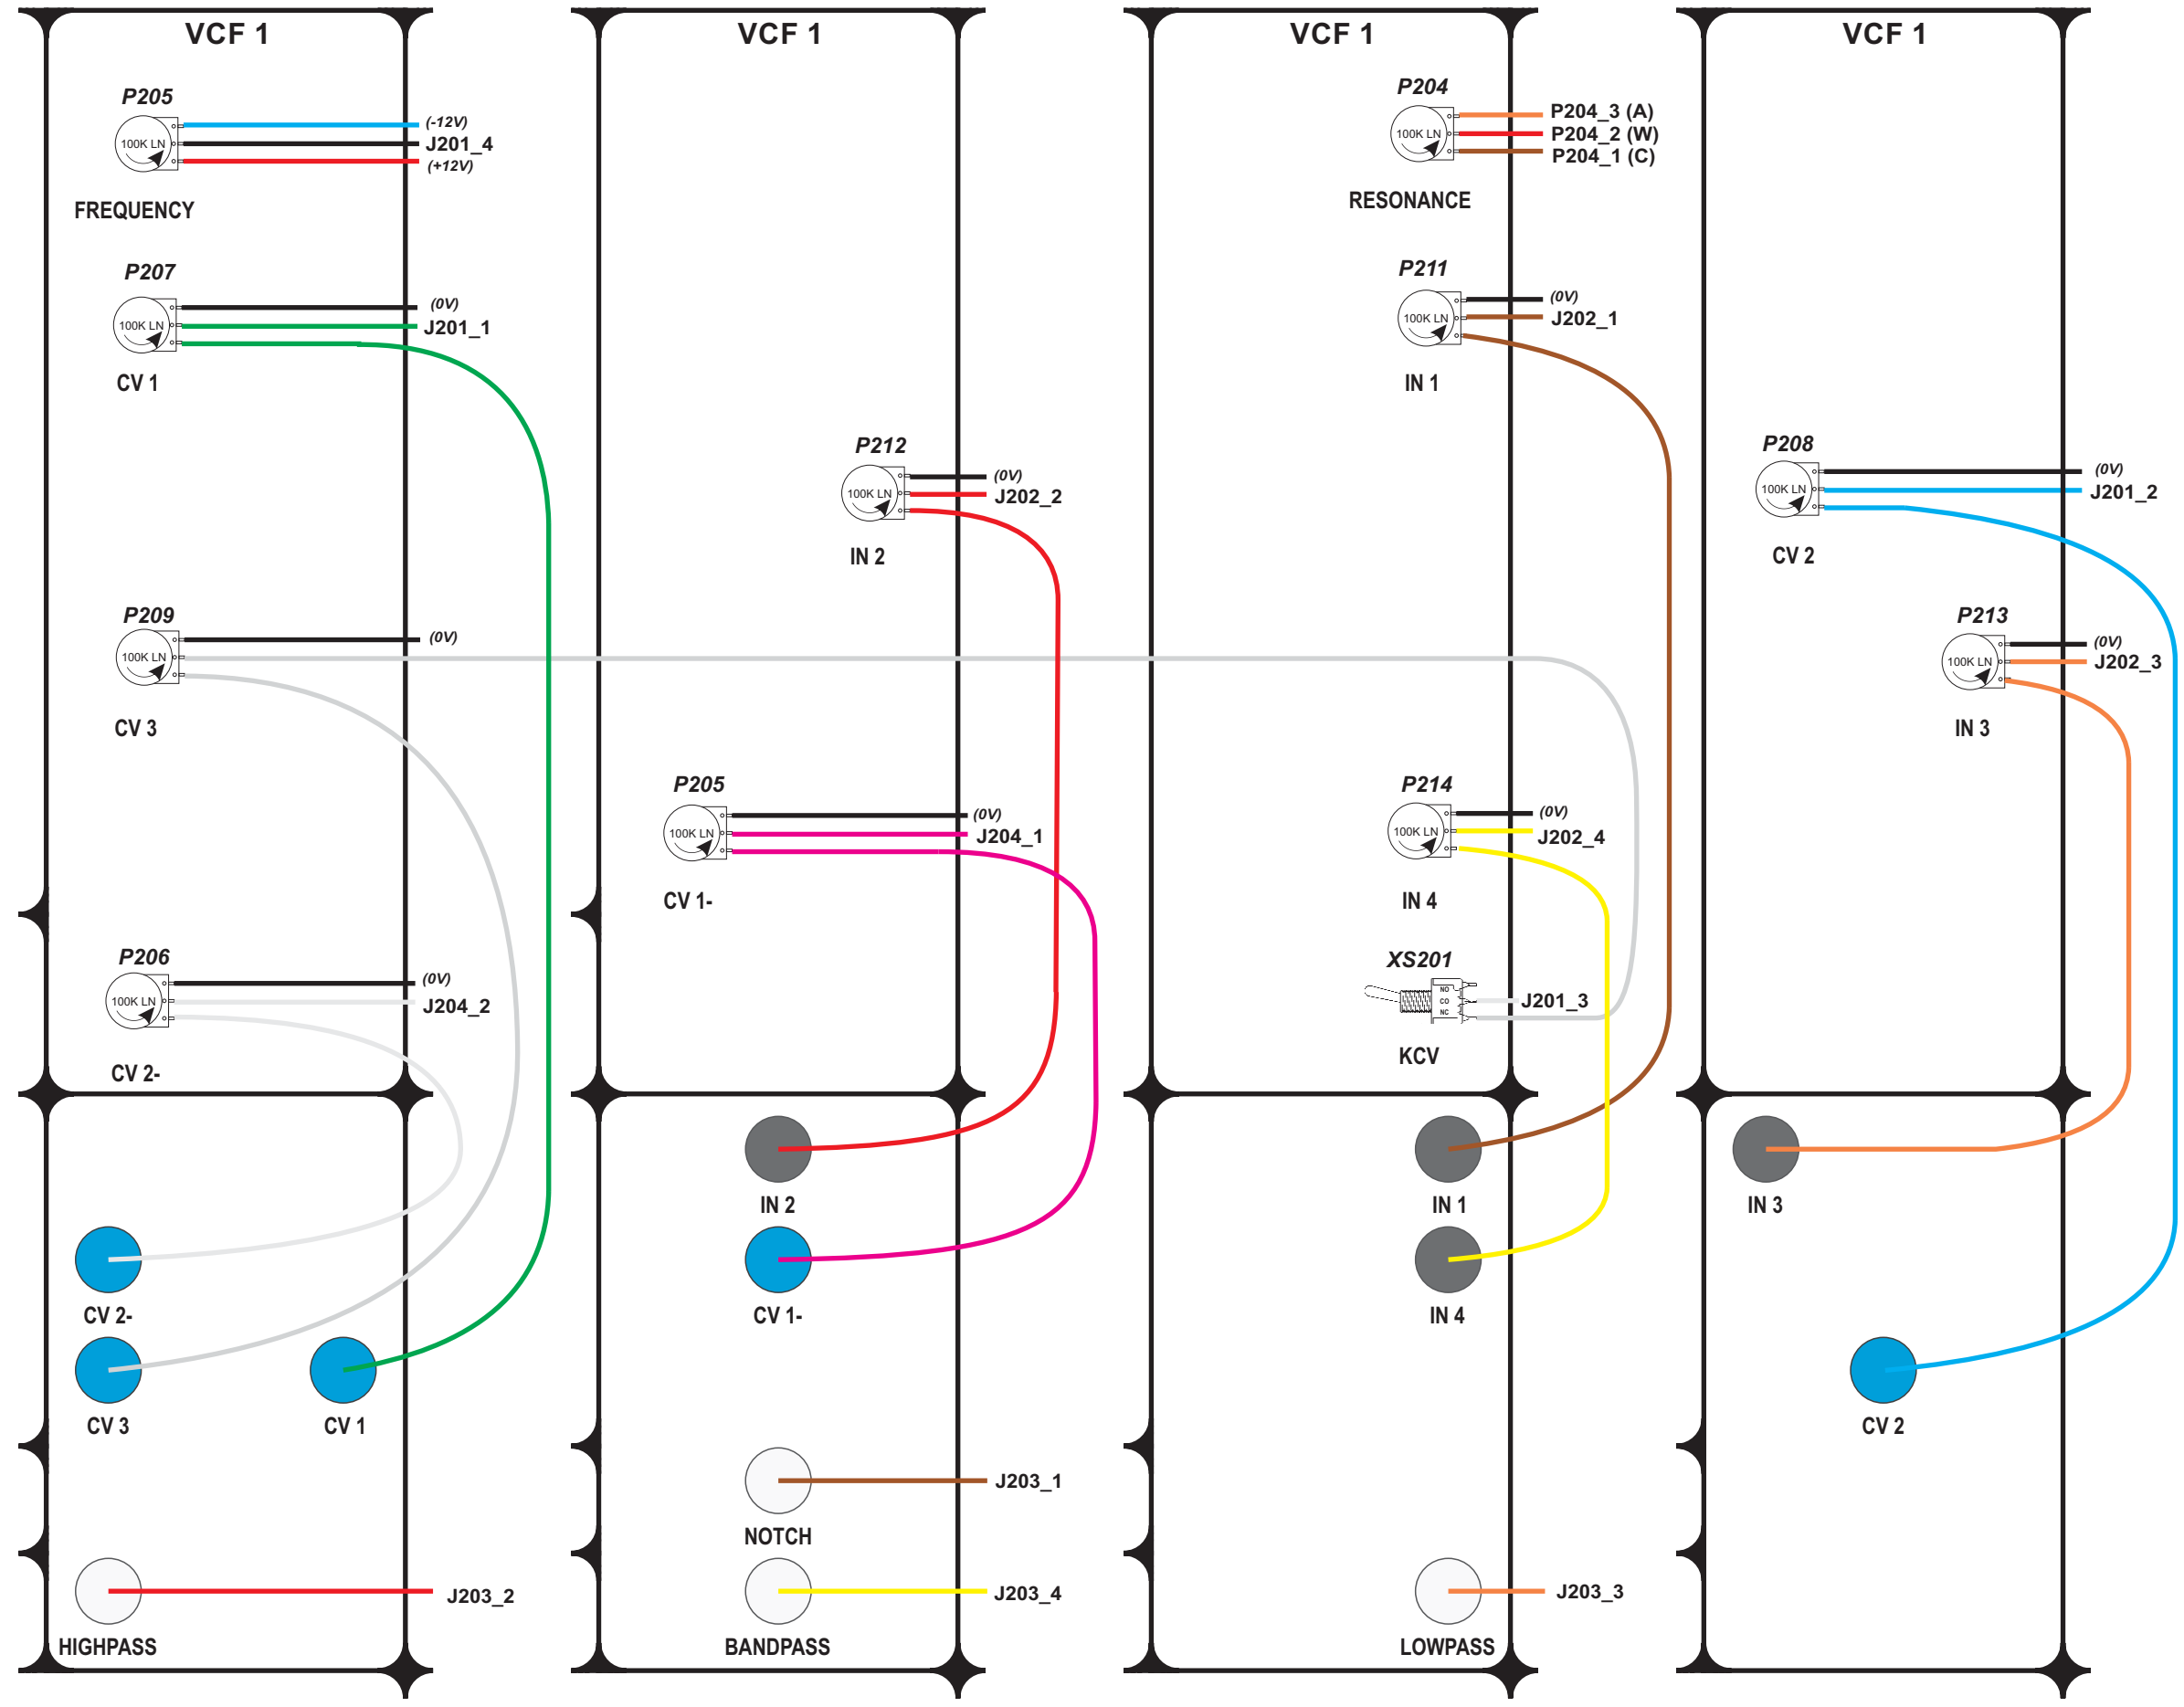 VCF 1
P205
100K LN
(-12V)
J201_4
(+12V)
FREQUENCY
P207
100K LN
(0V)
J201_1
CV 1
P209
100K LN
(0V)
CV 3
P206
100K LN
(0V)
J204_2
CV 2-
CV 2-
CV 3
CV 1
J203_2
HIGHPASS
VCF 1
P212
100K LN
(0V)
J202_2
IN 2
P205
100K LN
(0V)
J204_1
CV 1-
IN 2
CV 1-
J203_1
NOTCH
J203_4
BANDPASS
VCF 1
P204
100K LN
P204_3 (A)
P204_2 (W)
P204_1 (C)
RESONANCE
P211
100K LN
(0V)
J202_1
IN 1
P214
100K LN
(0V)
J202_4
IN 4
XS201
NO
CO
NC
J201_3
KCV
IN 1
IN 4
J203_3
LOWPASS
VCF 1
P208
100K LN
(0V)
J201_2
CV 2
P213
100K LN
(0V)
J202_3
IN 3
IN 3
CV 2